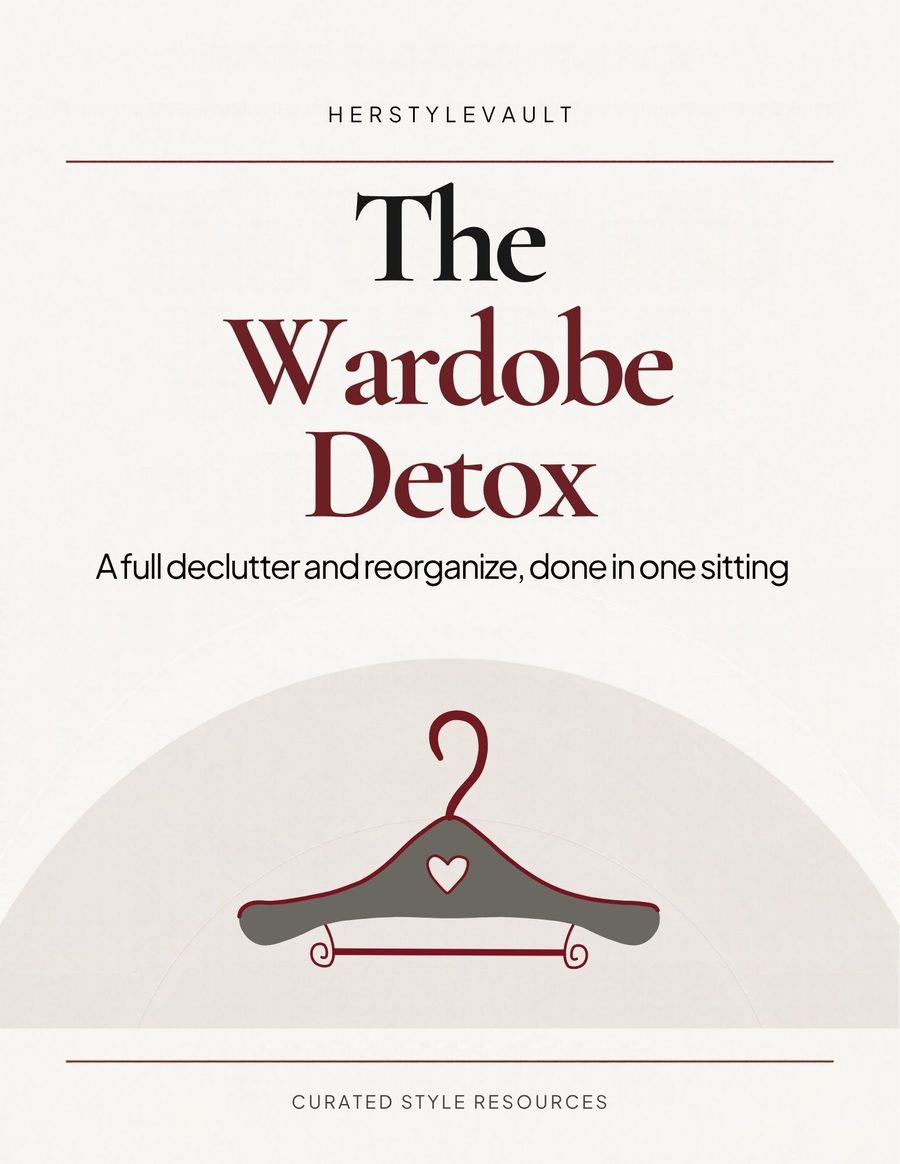 HERSTYLEVAULT
The
Wardobe
Detox
A full declutter and reorganize, done in one sitting
CURATED STYLE RESOURCES